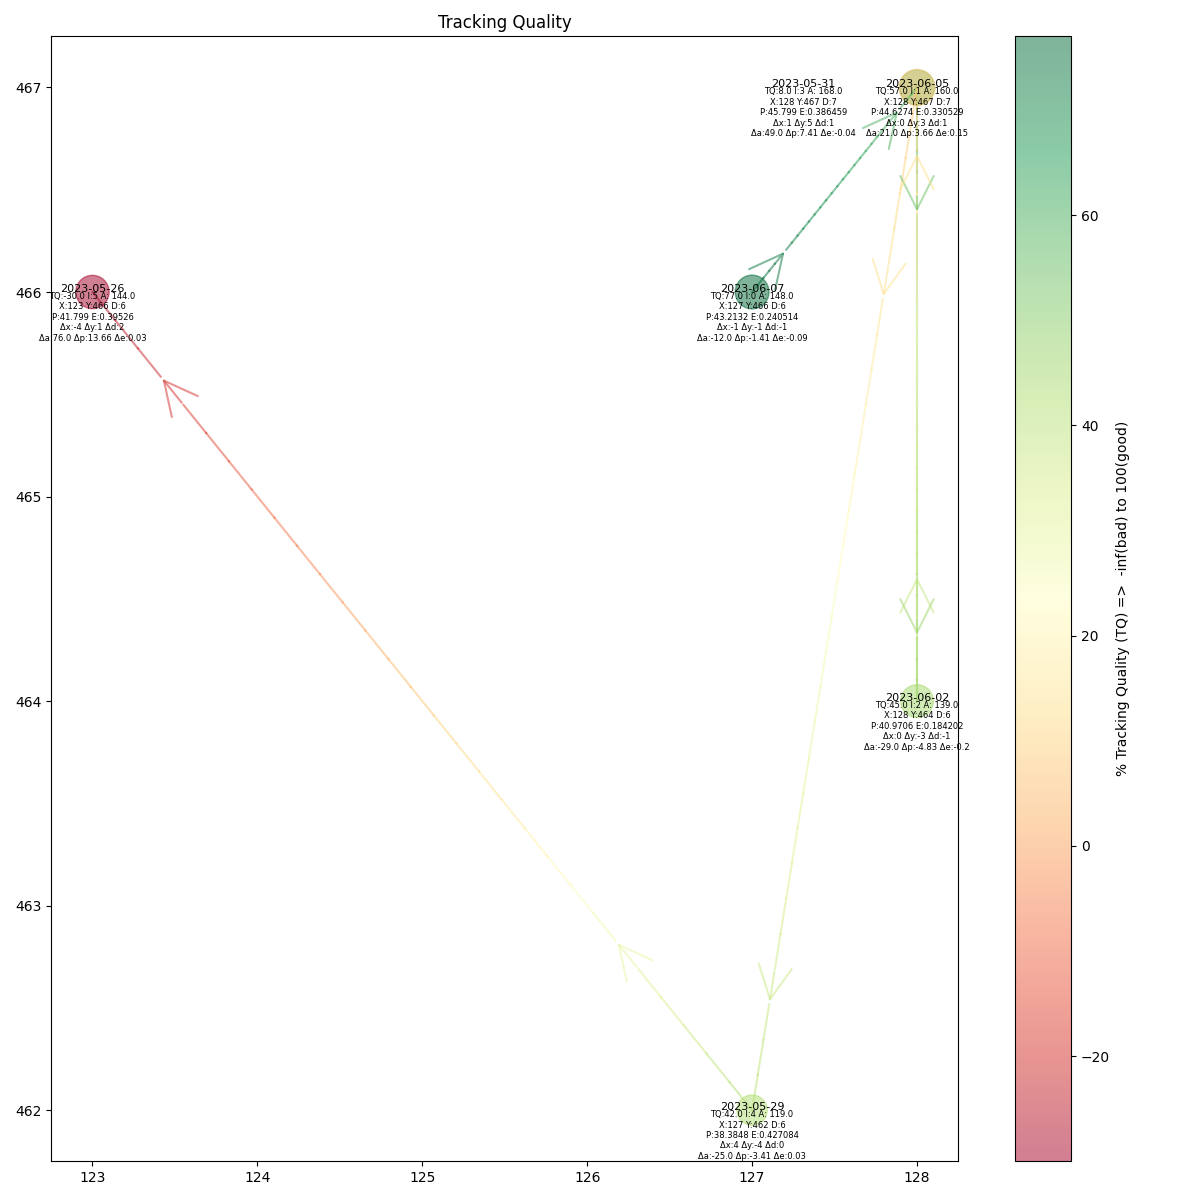 Tracking Quality
467
466
465
464
463
462
123
124
125
126
127
128
2023-05-31
TQ:8.0 I:3 A: 168.0
X:128 Y:467 D:7
P:45.799 E:0.386459
Δx:1 Δy:5 Δd:1
Δa:49.0 Δp:7.41 Δe:-0.04
2023-06-05
TQ:57.0 I:1 A: 160.0
X:128 Y:467 D:7
P:44.6274 E:0.330529
Δx:0 Δy:3 Δd:1
Δa:21.0 Δp:3.66 Δe:0.15
2023-05-26
TQ:-30.0 I:5 A: 144.0
X:123 Y:466 D:6
P:41.799 E:0.39526
Δx:-4 Δy:1 Δd:2
Δa:76.0 Δp:13.66 Δe:0.03
2023-06-07
TQ:77.0 I:0 A: 148.0
X:127 Y:466 D:6
P:43.2132 E:0.240514
Δx:-1 Δy:-1 Δd:-1
Δa:-12.0 Δp:-1.41 Δe:-0.09
2023-06-02
TQ:45.0 I:2 A: 139.0
X:128 Y:464 D:6
P:40.9706 E:0.184202
Δx:0 Δy:-3 Δd:-1
Δa:-29.0 Δp:-4.83 Δe:-0.2
2023-05-29
TQ:42.0 I:4 A: 119.0
X:127 Y:462 D:6
P:38.3848 E:0.427084
Δx:4 Δy:-4 Δd:0
Δa:-25.0 Δp:-3.41 Δe:0.03
60
40
20
0
−20
% Tracking Quality (TQ) => -inf(bad) to 100(good)